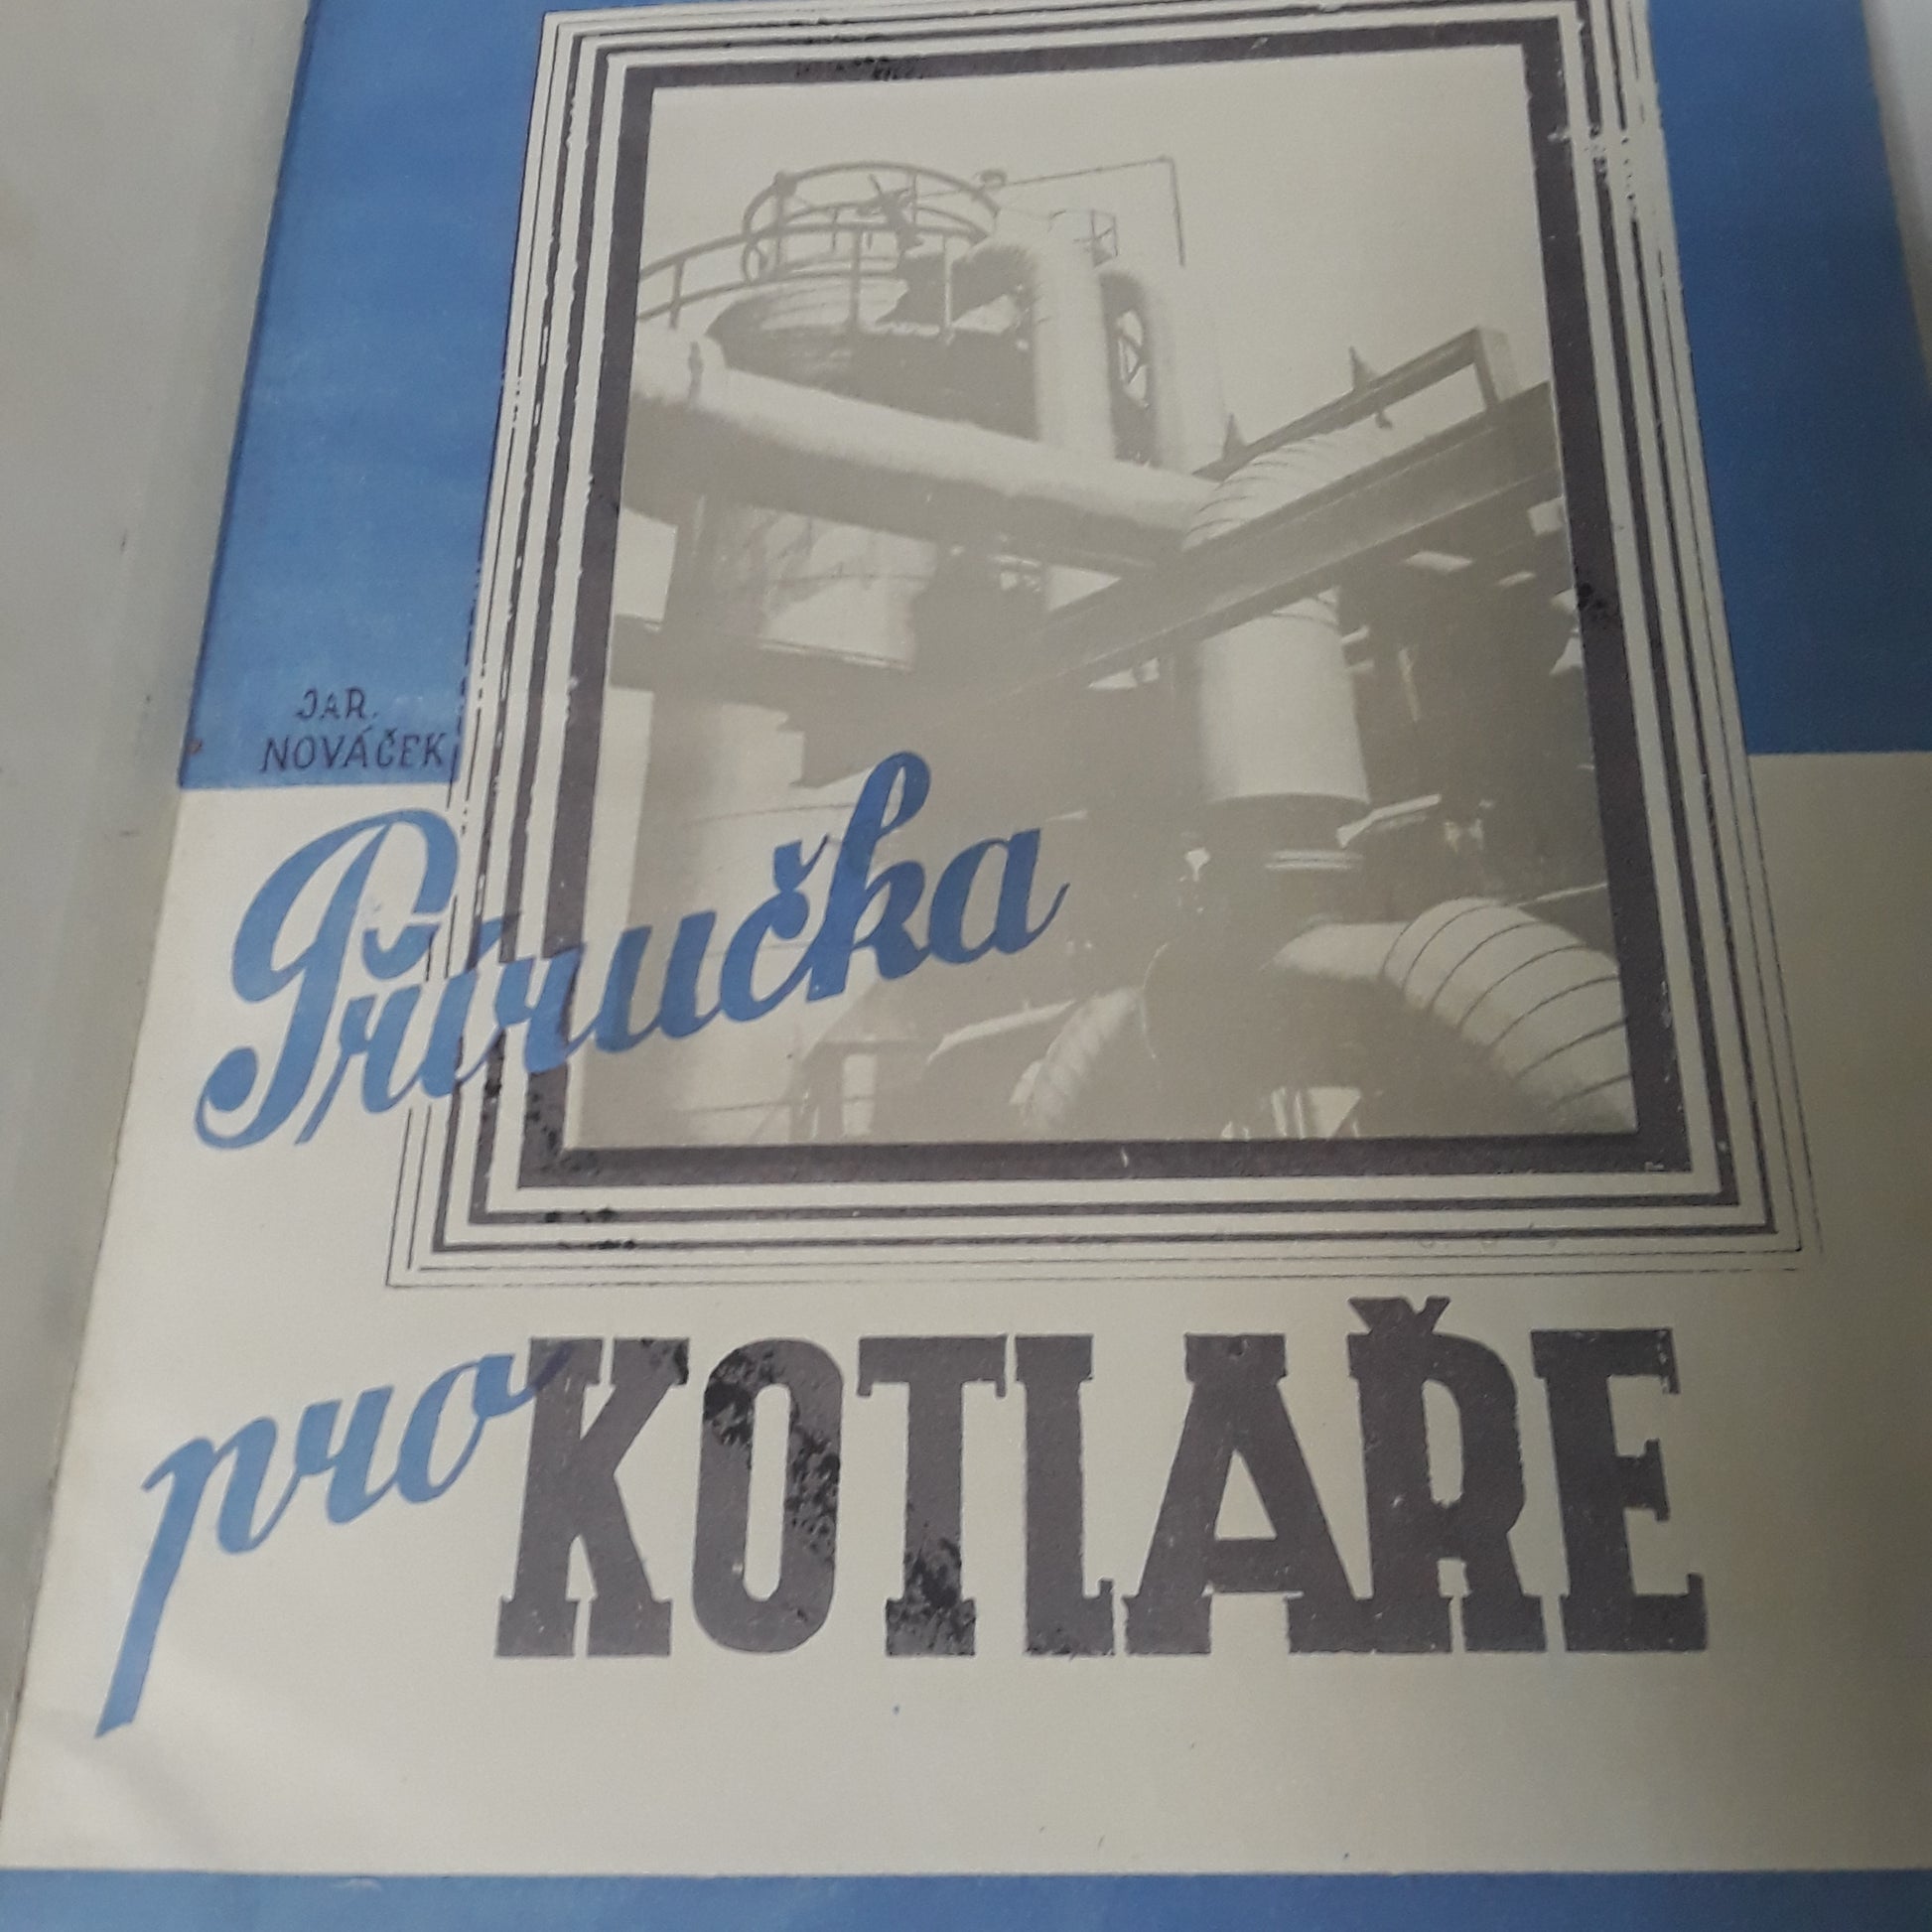 JAR.
NOVÁČEK
Příručka
pro KOTLAŘE